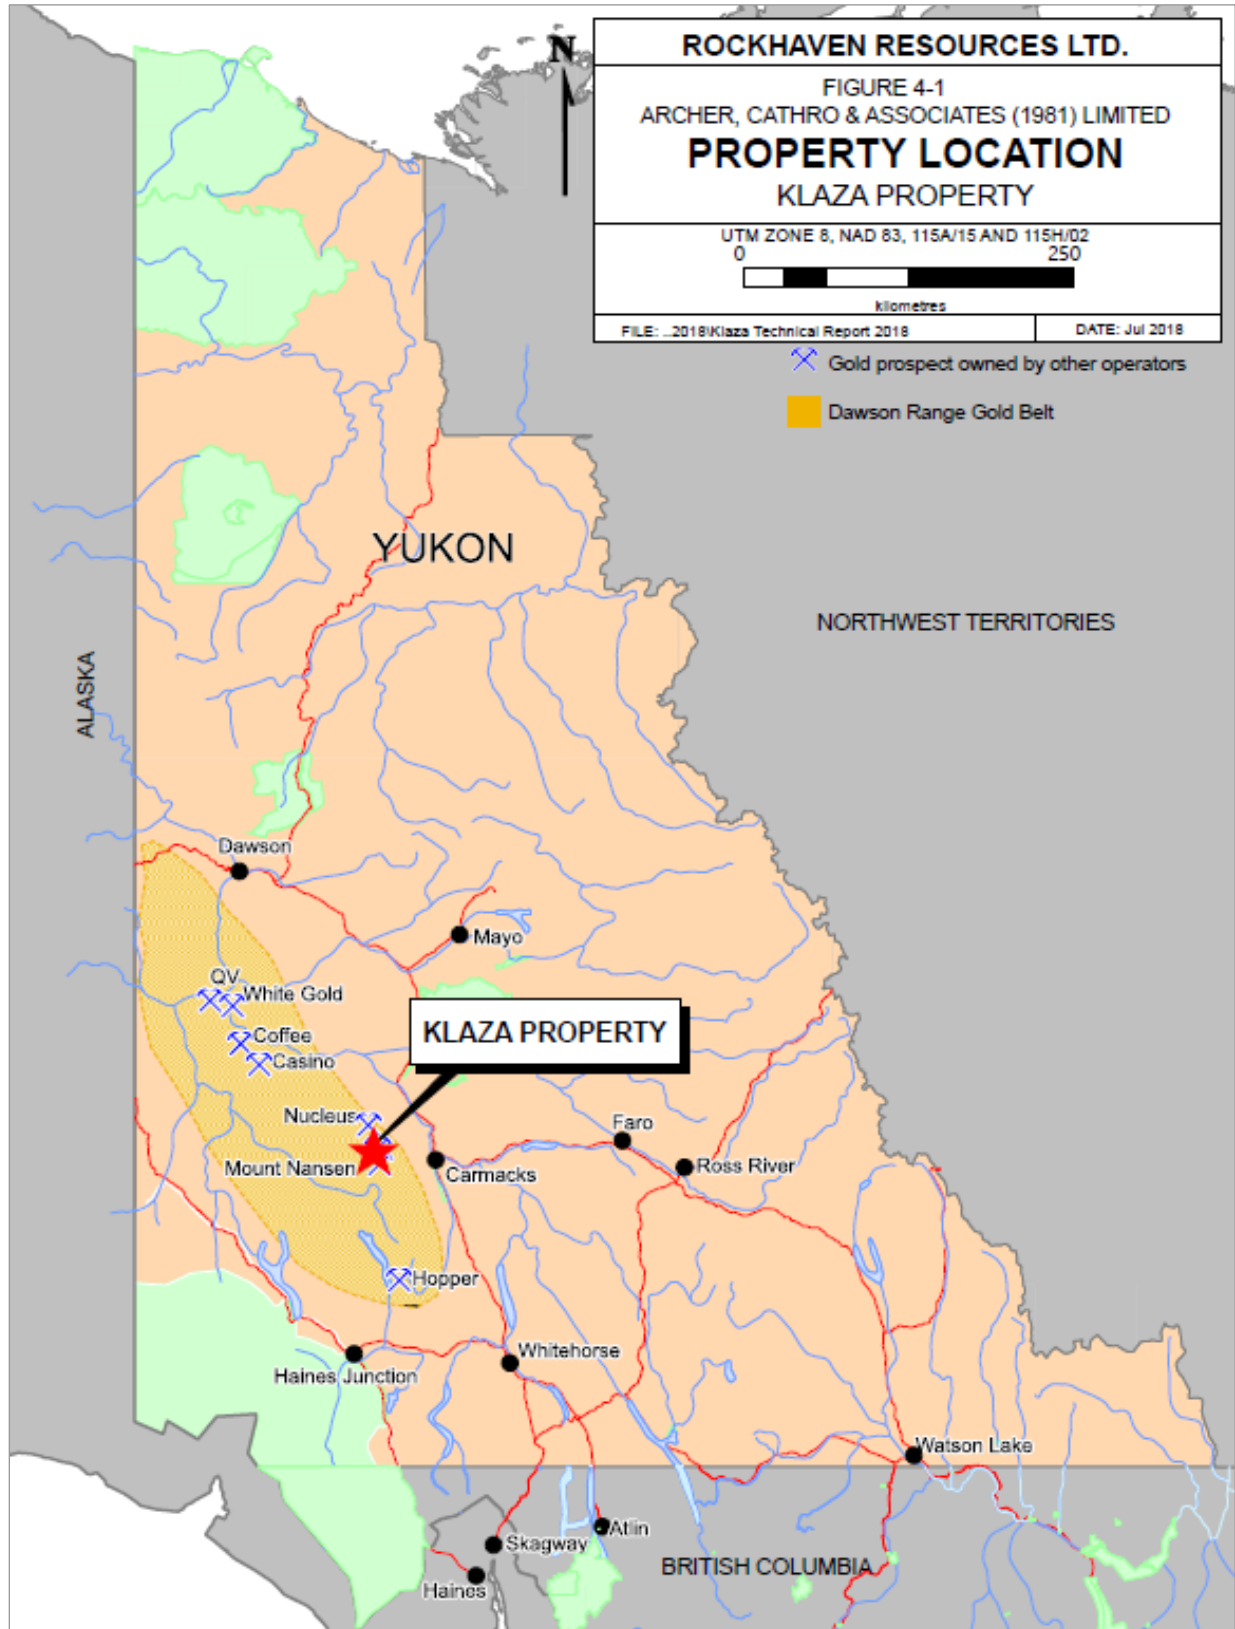 N
ROCKHAVEN RESOURCES LTD.
FIGURE 4-1
ARCHER, CATHRO & ASSOCIATES (1981) LIMITED
PROPERTY LOCATION
KLAZA PROPERTY
UTM ZONE 8, NAD 83, 115A/15 AND 115H/02
0 250
kilometres
FILE: ...2018\Klaza Technical Report 2018 DATE: Jul 2018
Gold prospect owned by other operators
Dawson Range Gold Belt
YUKON
NORTHWEST TERRITORIES
ALASKA
Dawson
Mayo
QV
White Gold
Coffee
Casino
KLAZA PROPERTY
Nucleus
Faro
Mount Nansen
Carmacks
Ross River
Hopper
Whitehorse
Haines Junction
Watson Lake
Atlin
Skagway
BRITISH COLUMBIA
Haines